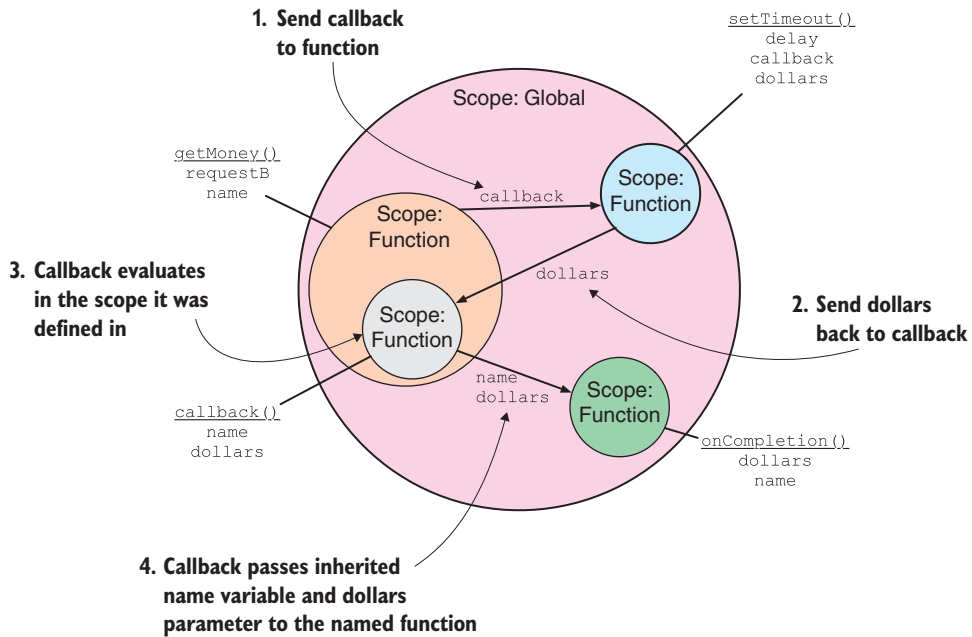 1. Send callback
to function
setTimeout()
delay
callback
dollars
Scope: Global
getMoney()
requestB
name
Scope:
Function
callback
Scope:
Function
dollars
3. Callback evaluates
in the scope it was
defined in
Scope:
Function
2. Send dollars
back to callback
name
dollars
Scope:
Function
callback()
name
dollars
onCompletion()
dollars
name
4. Callback passes inherited
name variable and dollars
parameter to the named function